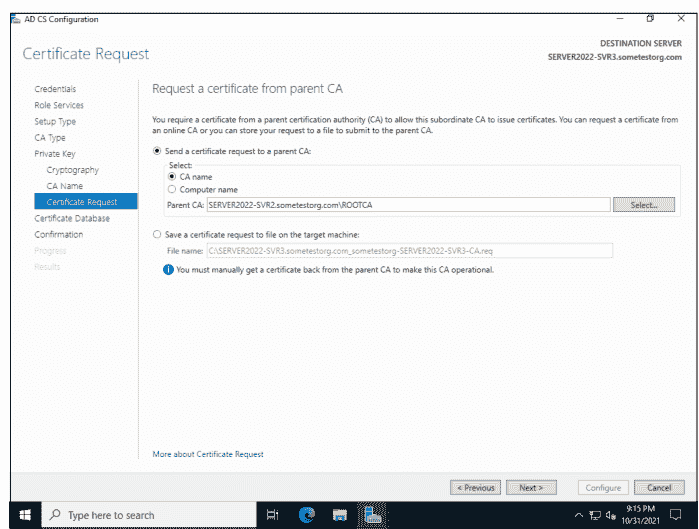 AD CS Configuration
DESTINATION SERVER
SERVER2022-SVR3.sometestorg.com
Certificate Request
Credentials
Role Services
Setup Type
CA Type
Private Key
Cryptography
CA Name
Certificate Request
Certificate Database
Confirmation
Progress
Results
Request a certificate from parent CA
You require a certificate from a parent certification authority (CA) to allow this subordinate CA to issue certificates. You can request a certificate from
an online CA or you can store your request to a file to submit to the parent CA.
Send a certificate request to a parent CA:
Select:
CA name
Computer name
Parent CA: SERVER2022-SVR2.sometestorg.com\ROOTCA Select...
Save a certificate request to file on the target machine:
File name: C:\SERVER2022-SVR3.sometestorg.com_sometestorg-SERVER2022-SVR3-CA.req
You must manually get a certificate back from the parent CA to make this CA operational.
More about Certificate Request
< Previous Next > Configure Cancel
Type here to search
9:15 PM
10/31/2021